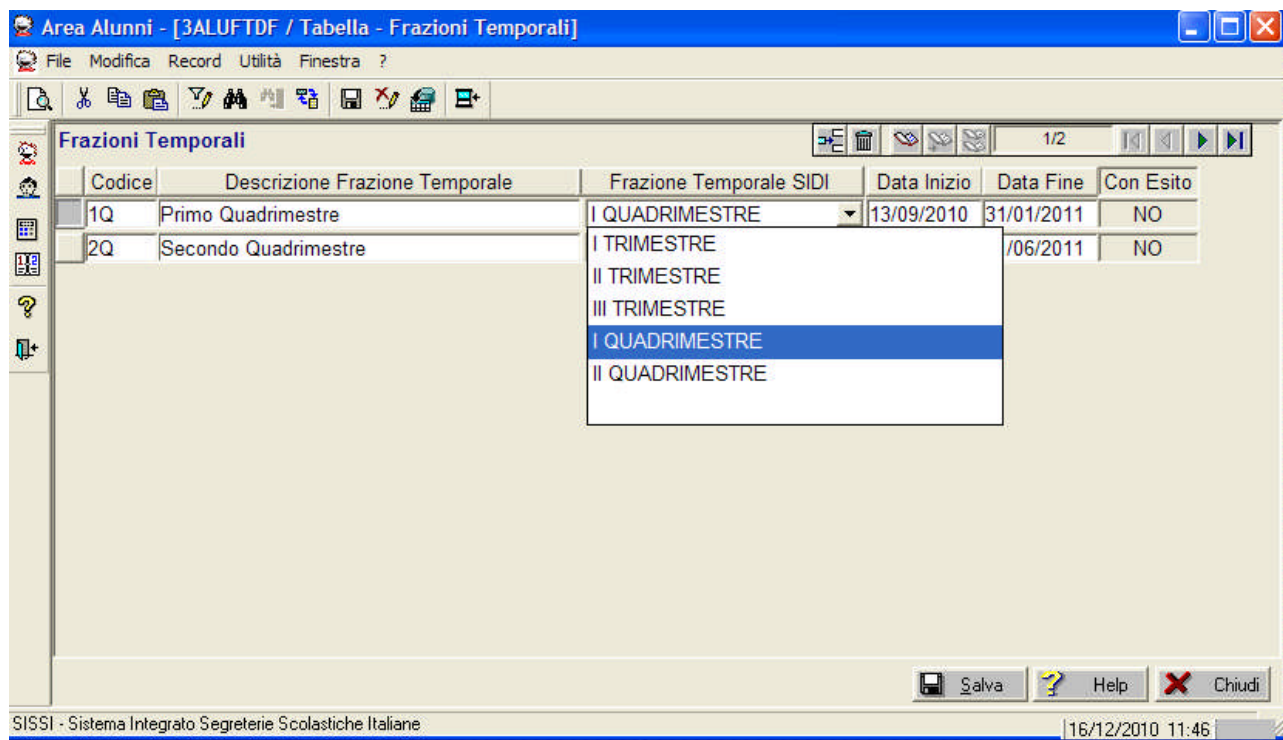 Area Alunni - [3ALUFTDF / Tabella - Frazioni Temporali]
File Modifica Record Utilità Finestra ?
Frazioni Temporali 1/2
Codice Descrizione Frazione Temporale Frazione Temporale SIDI Data Inizio Data Fine Con Esito
1Q Primo Quadrimestre I QUADRIMESTRE 13/09/2010 31/01/2011 NO
2Q Secondo Quadrimestre /06/2011 NO
I TRIMESTRE
II TRIMESTRE
III TRIMESTRE
I QUADRIMESTRE
II QUADRIMESTRE
Salva Help Chiudi
SISSI - Sistema Integrato Segreterie Scolastiche Italiane 16/12/2010 11:46